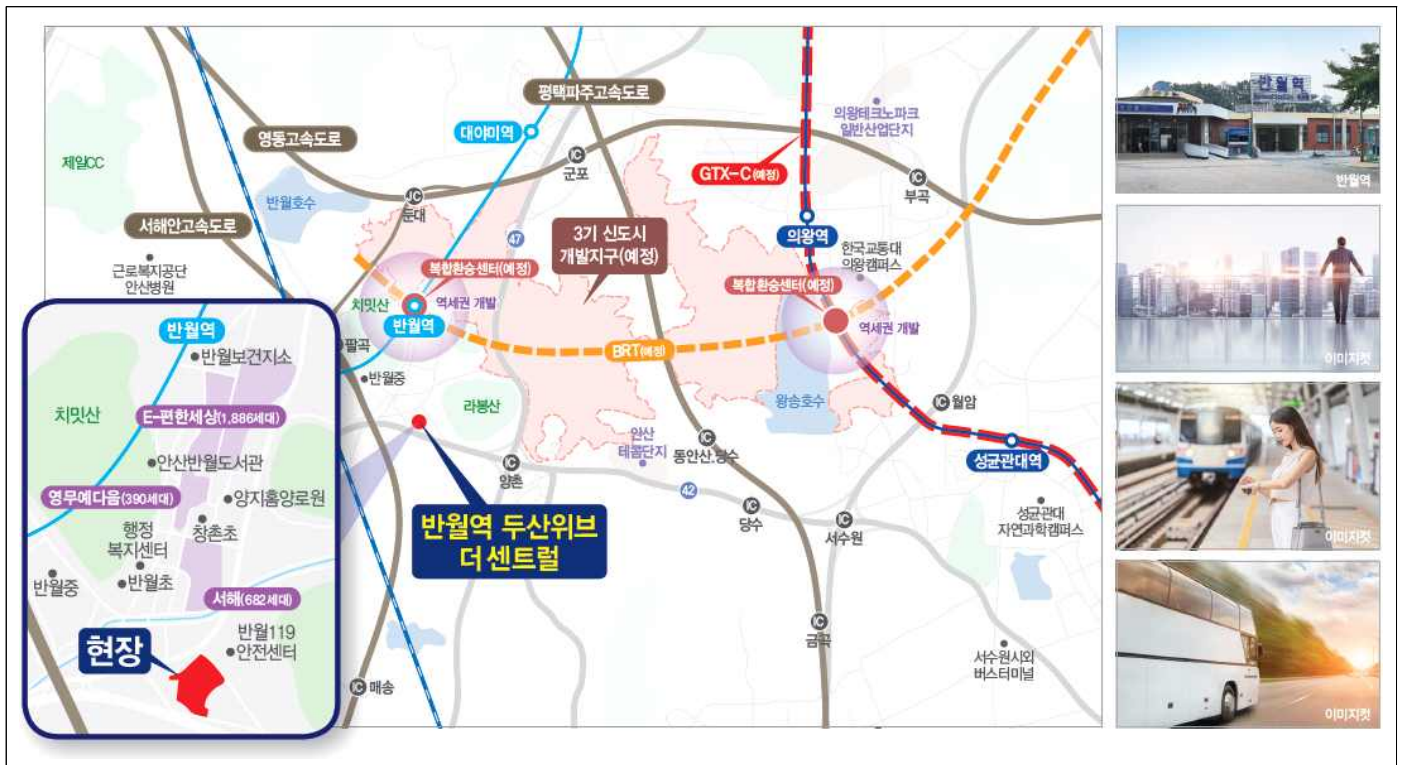 평택파주고속도로
영동고속도로
대야미역
제일CC
의왕테크노파크
일반산업단지
IC
군포
GTX-C(예정)
IC
부곡
JC
둔대
반월호수
서해안고속도로
47
3기 신도시
개발지구(예정)
의왕역
한국교통대
의왕캠퍼스
근로복지공단
안산병원
복합환승센터(예정)
치밋산
역세권 개발
반월역
복합환승센터(예정)
역세권 개발
BRT(예정)
팔곡
반월중
라봉산
왕송호수
IC 월암
안산
테콤단지
IC
동안산.당수
성균관대역
IC
양촌
42
IC
당수
IC
서수원
성균관대
자연과학캠퍼스
반월역 두산위브
더 센트럴
IC
금곡
서수원시외
버스터미널
IC 매송
반월역
반월보건지소
치밋산
E-편한세상(1,886세대)
안산반월도서관
영무예다음(390세대)
양지홈양로원
행정
복지센터
창촌초
반월중
반월초
서해(682세대)
반월119
안전센터
현장
반월역
반월역
이미지컷
이미지컷
이미지컷